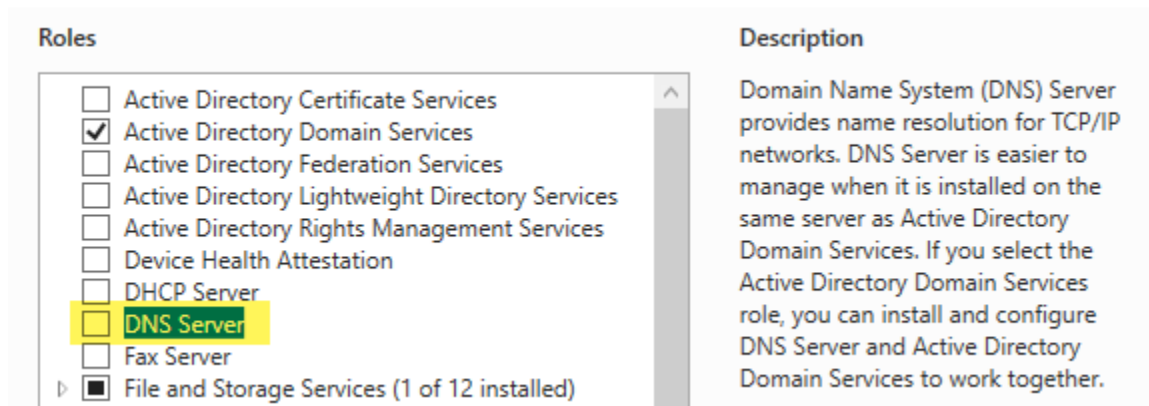 Roles
Active Directory Certificate Services
Active Directory Domain Services
Active Directory Federation Services
Active Directory Lightweight Directory Services
Active Directory Rights Management Services
Device Health Attestation
DHCP Server
DNS Server
Fax Server
File and Storage Services (1 of 12 installed)
Description
Domain Name System (DNS) Server
provides name resolution for TCP/IP
networks. DNS Server is easier to
manage when it is installed on the
same server as Active Directory
Domain Services. If you select the
Active Directory Domain Services
role, you can install and configure
DNS Server and Active Directory
Domain Services to work together.